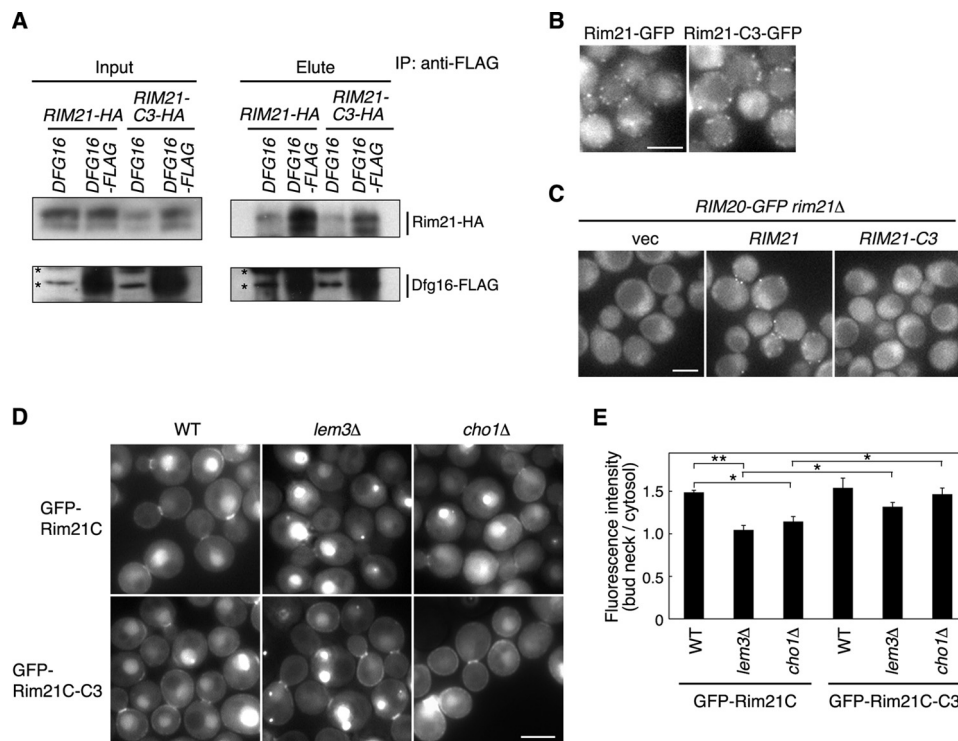 A
Input
Elute
IP: anti-FLAG
RIM21-HA
RIM21-
C3-HA
RIM21-HA
RIM21-
C3-HA
DFG16
DFG16
-FLAG
DFG16
DFG16
-FLAG
DFG16
DFG16
-FLAG
DFG16
DFG16
-FLAG
Rim21-HA
*
*
*
*
Dfg16-FLAG
B
Rim21-GFP
Rim21-C3-GFP
C
RIM20-GFP rim21Δ
vec
RIM21
RIM21-C3
D
WT
lem3Δ
cho1Δ
GFP-
Rim21C
GFP-
Rim21C-C3
E
Fluorescence intensity
(bud neck / cytosol)
1.5
1.0
0.5
0
**
*
*
*
WT
lem3Δ
cho1Δ
WT
lem3Δ
cho1Δ
GFP-Rim21C
GFP-Rim21C-C3